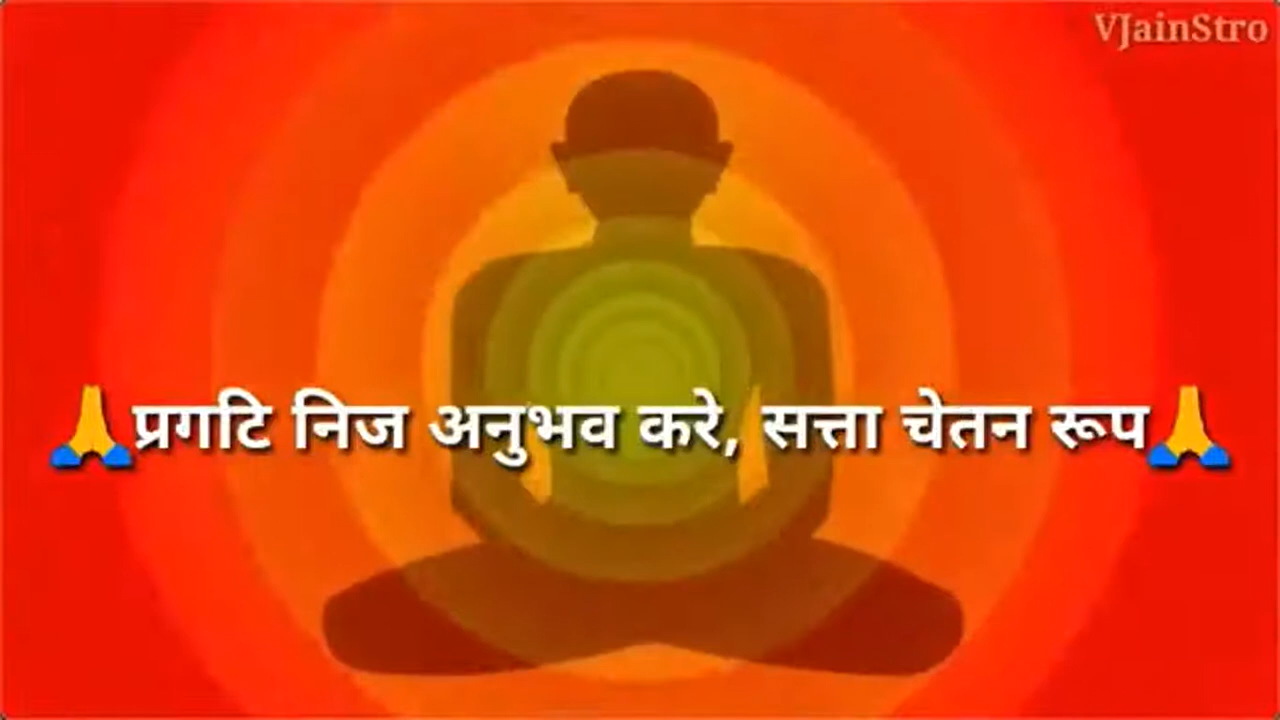 VJainStro
🙏प्रगटि निज अनुभव करे, सत्ता चेतन रूप🙏